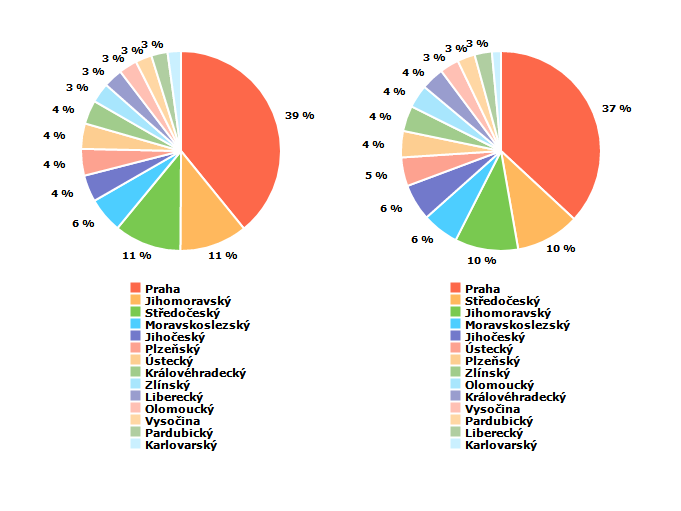 39 %
11 %
11 %
6 %
4 %
4 %
4 %
4 %
3 %
3 %
3 %
3 %
3 %
Praha
Jihomoravský
Středočeský
Moravskoslezský
Jihočeský
Plzeňský
Ústecký
Královéhradecký
Zlínský
Liberecký
Olomoucký
Vysočina
Pardubický
Karlovarský
37 %
10 %
10 %
6 %
6 %
5 %
4 %
4 %
4 %
4 %
3 %
3 %
3 %
Praha
Středočeský
Jihomoravský
Moravskoslezský
Jihočeský
Ústecký
Plzeňský
Zlínský
Olomoucký
Královéhradecký
Vysočina
Pardubický
Liberecký
Karlovarský